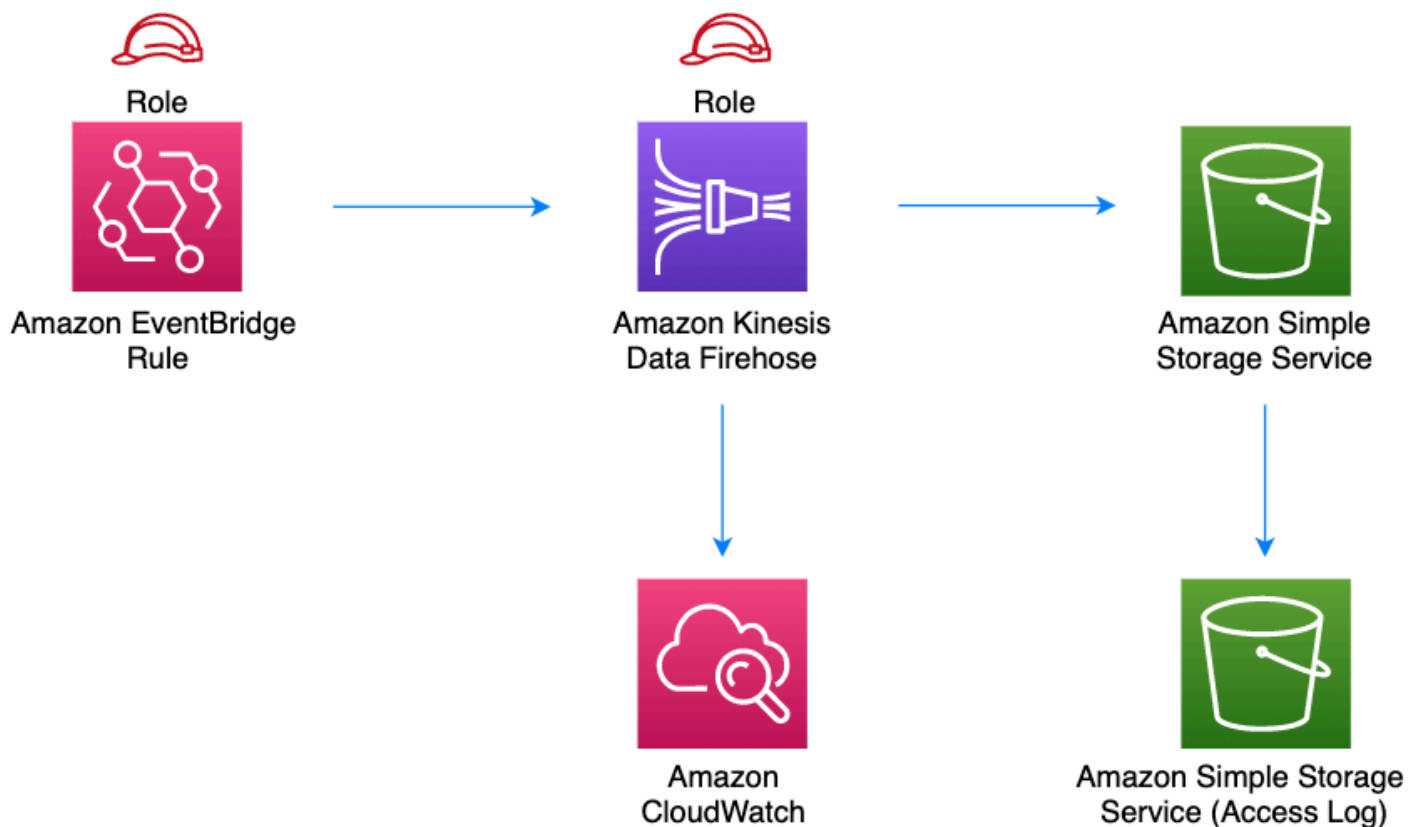 Role
Role
Amazon EventBridge
Rule
Amazon Kinesis
Data Firehose
Amazon Simple
Storage Service
Amazon
CloudWatch
Amazon Simple Storage
Service (Access Log)